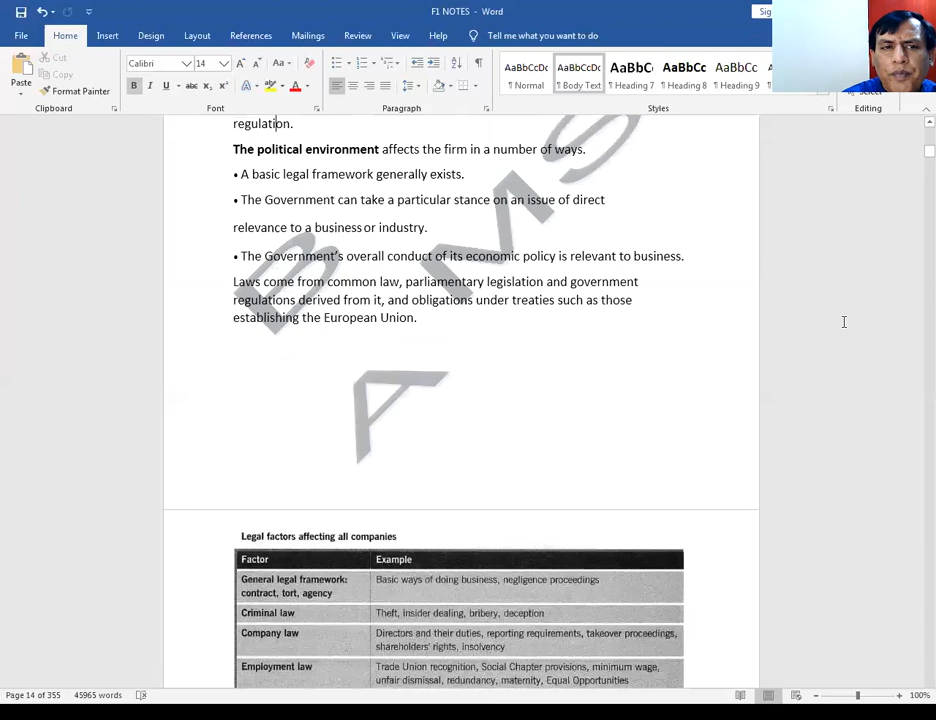 F1 NOTES - Word
Sig
File Home Insert Design Layout References Mailings Review View Help Tell me what you want to do
Paste
Cut
Copy
Format Painter
Clipboard
Calibri 14
Font
Paragraph
AaBbCcDc AaBbCcDc AaBbC AaBbCc AaBbCc
¶ Normal ¶ Body Text Heading 7 Heading 8 Heading 9
Styles
Select
Editing
regulation.
The political environment affects the firm in a number of ways.
• A basic legal framework generally exists.
• The Government can take a particular stance on an issue of direct
relevance to a business or industry.
• The Government's overall conduct of its economic policy is relevant to business.
Laws come from common law, parliamentary legislation and government
regulations derived from it, and obligations under treaties such as those
establishing the European Union.
A B MS
Legal factors affecting all companies
Factor Example
General legal framework: Basic ways of doing business, negligence proceedings
contract, tort, agency
Criminal law Theft, insider dealing, bribery, deception
Company law Directors and their duties, reporting requirements, takeover proceedings,
shareholders' rights, insolvency
Employment law Trade Union recognition, Social Chapter provisions, minimum wage,
unfair dismissal, redundancy, maternity, Equal Opportunities
Page 14 of 355 45965 words 100%